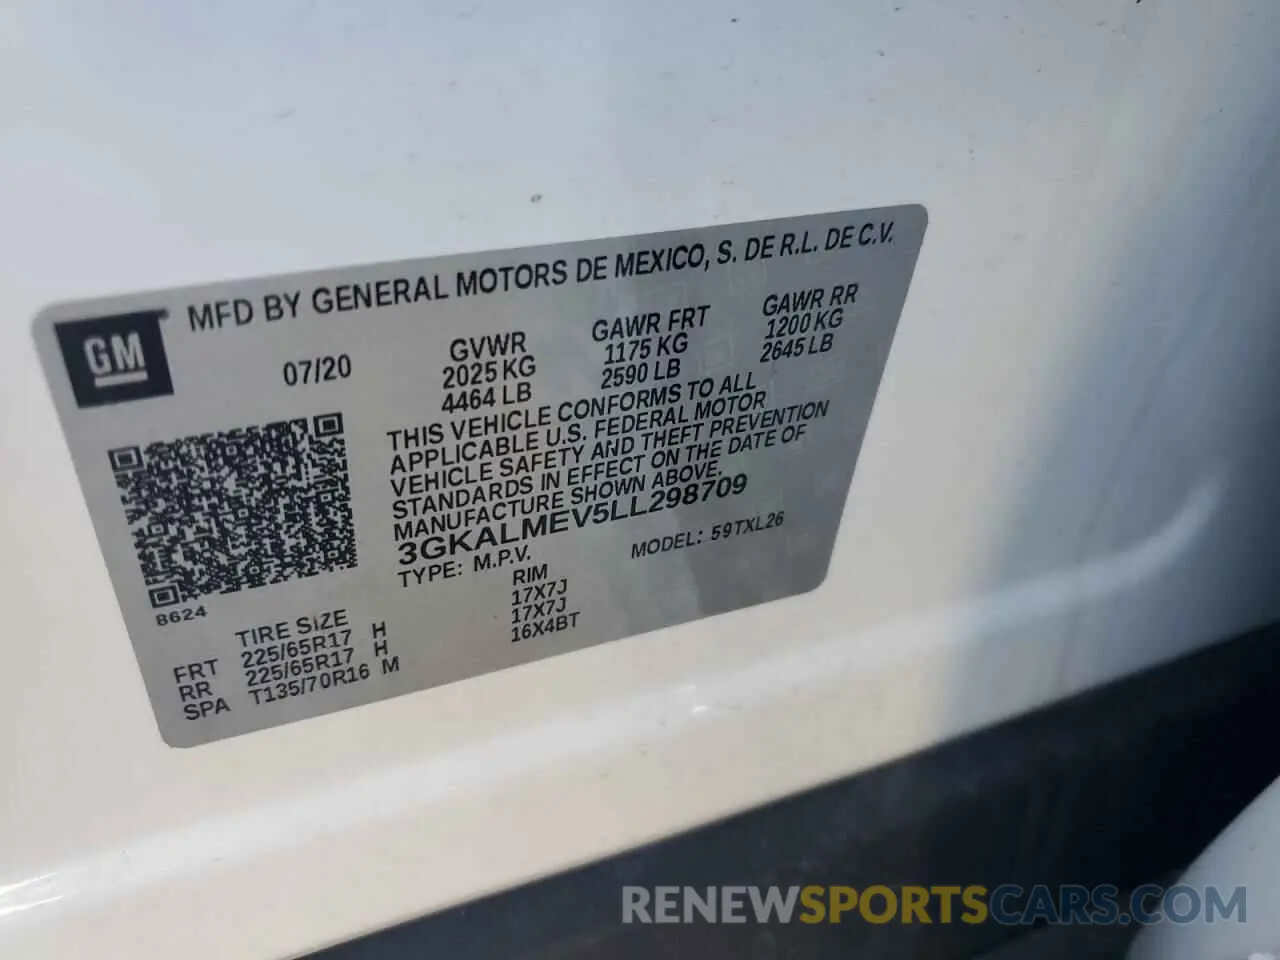 GM
MFD BY GENERAL MOTORS DE MEXICO, S. DE R.L. DE C.V.
07/20
GVWR
2025 KG
4464 LB
GAWR FRT
1175 KG
2590 LB
GAWR RR
1200 KG
2645 LB
THIS VEHICLE CONFORMS TO ALL
APPLICABLE U.S. FEDERAL MOTOR
VEHICLE SAFETY AND THEFT PREVENTION
STANDARDS IN EFFECT ON THE DATE OF
MANUFACTURE SHOWN ABOVE.
3GKALMEV5LL298709
TYPE: M.P.V.
MODEL: 59TXL26
8624
TIRE SIZE
RIM
FRT 225/65R17 H 17X7J
RR 225/65R17 H 17X7J
SPA T135/70R16 M 16X4BT
RENEWSPORTSCARS.COM